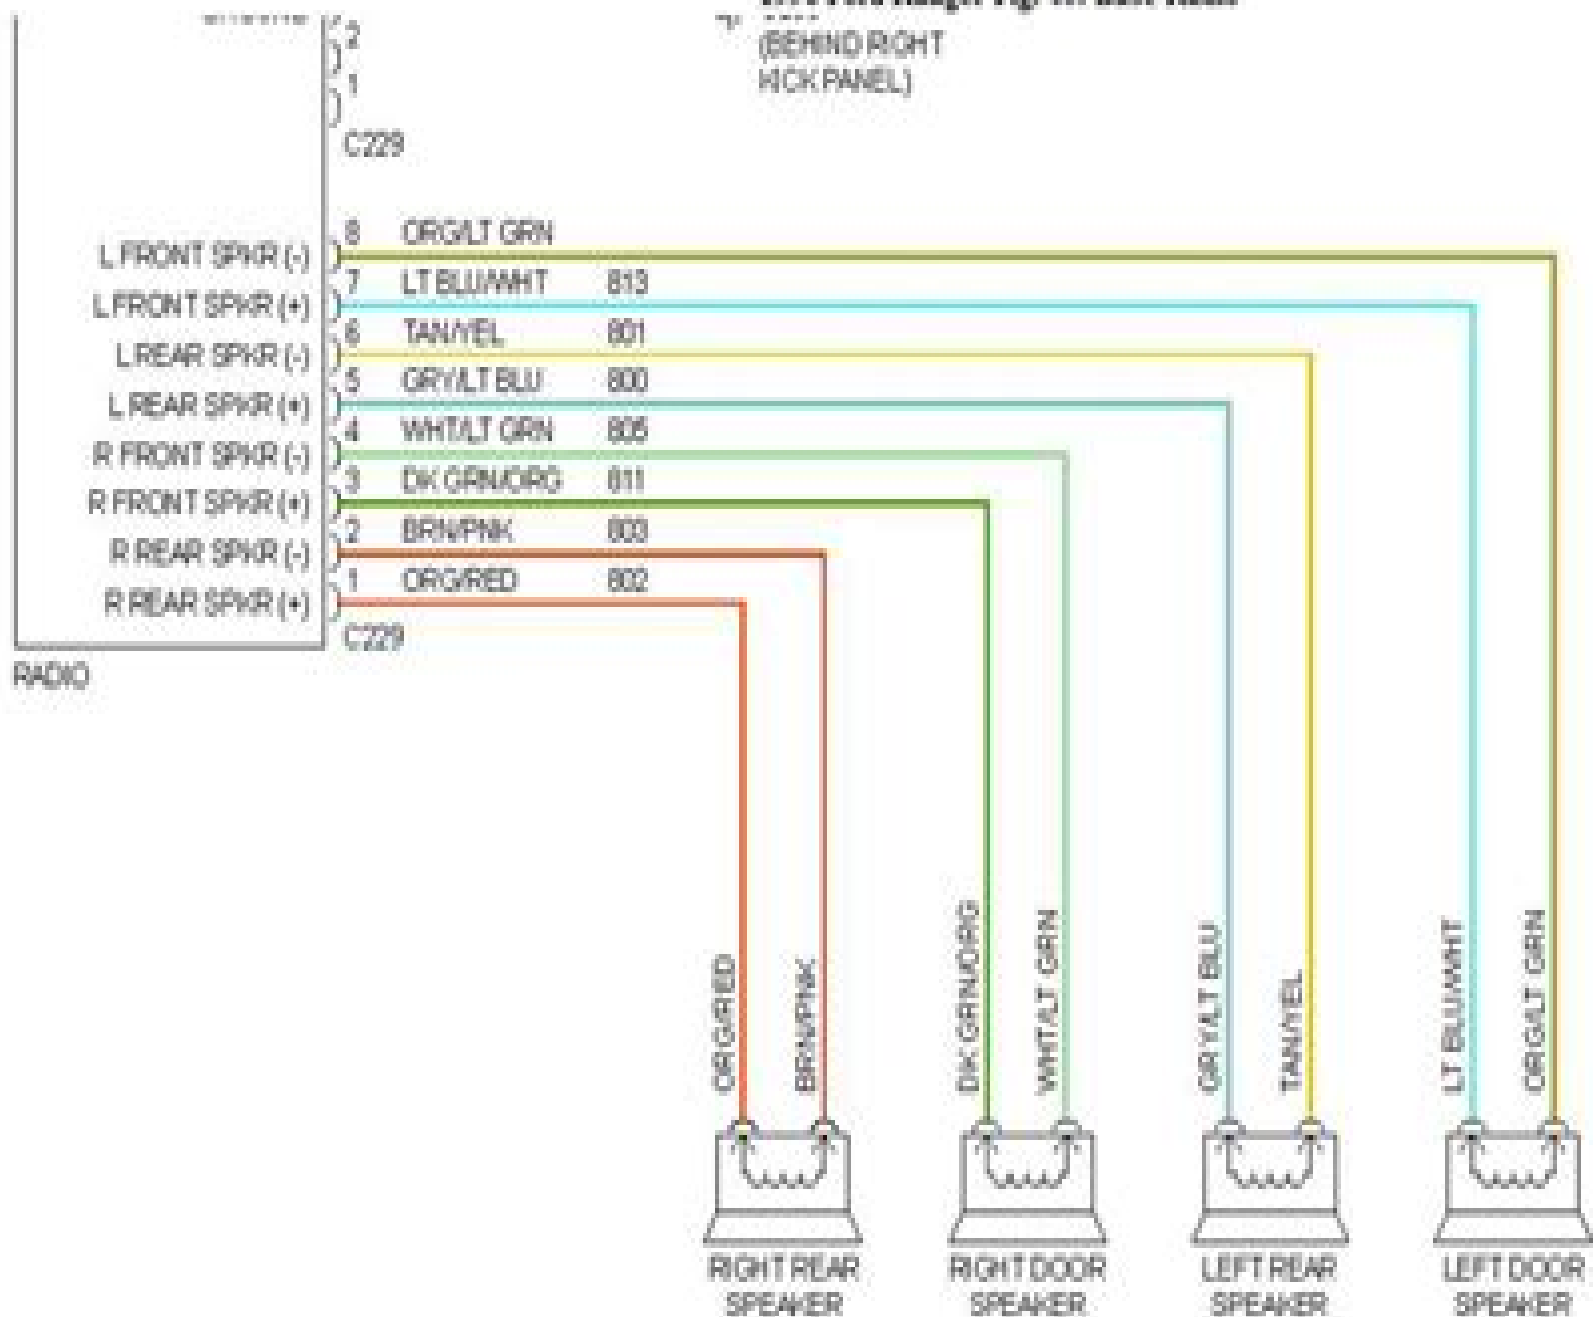 2
(BEHIND RIGHT
KICK PANEL)
1
C229
8 ORG/LT GRN
L FRONT SPKR (-)
7 LT BLU/WHT 813
L FRONT SPKR (+)
6 TAN/YEL 801
L REAR SPKR (-)
5 GRY/LT BLU 800
L REAR SPKR (+)
4 WHT/LT GRN 805
R FRONT SPKR (-)
3 DK GRN/ORG 811
R FRONT SPKR (+)
2 BRN/PNK 803
R REAR SPKR (-)
1 ORG/RED 802
R REAR SPKR (+)
C229
RADIO
ORG/RED
BRN/PNK
DK GRN/ORG
WHT/LT GRN
GRY/LT BLU
TAN/YEL
LT BLU/WHT
ORG/LT GRN
RIGHT REAR
SPEAKER
RIGHT DOOR
SPEAKER
LEFT REAR
SPEAKER
LEFT DOOR
SPEAKER